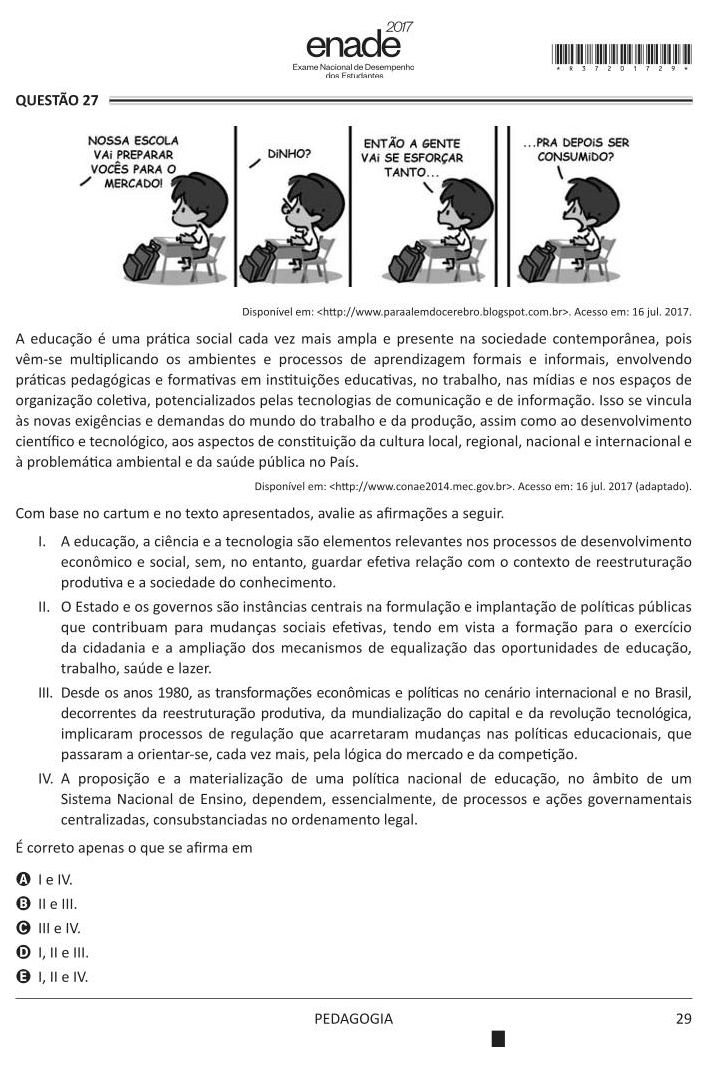 2017
enade
Exame Nacional de Desempenho
dos Estudantes
* R 3 7 2 0 1 7 2 9 *
QUESTÃO 27
NOSSA ESCOLA
VAi PREPARAR
VOCÊS PARA O
MERCADO!
DiNHO?
ENTÃO A GENTE
VAi SE ESFORÇAR
TANTO...
...PRA DEPOiS SER
CONSUMiDO?
Disponível em: <http://www.paraalemdocerebro.blogspot.com.br>. Acesso em: 16 jul. 2017.
A educação é uma prática social cada vez mais ampla e presente na sociedade contemporânea, pois
vêm-se multiplicando os ambientes e processos de aprendizagem formais e informais, envolvendo
práticas pedagógicas e formativas em instituições educativas, no trabalho, nas mídias e nos espaços de
organização coletiva, potencializados pelas tecnologias de comunicação e de informação. Isso se vincula
às novas exigências e demandas do mundo do trabalho e da produção, assim como ao desenvolvimento
científico e tecnológico, aos aspectos de constituição da cultura local, regional, nacional e internacional e
à problemática ambiental e da saúde pública no País.
Disponível em: <http://www.conae2014.mec.gov.br>. Acesso em: 16 jul. 2017 (adaptado).
Com base no cartum e no texto apresentados, avalie as afirmações a seguir.
I. A educação, a ciência e a tecnologia são elementos relevantes nos processos de desenvolvimento
econômico e social, sem, no entanto, guardar efetiva relação com o contexto de reestruturação
produtiva e a sociedade do conhecimento.
II. O Estado e os governos são instâncias centrais na formulação e implantação de políticas públicas
que contribuam para mudanças sociais efetivas, tendo em vista a formação para o exercício
da cidadania e a ampliação dos mecanismos de equalização das oportunidades de educação,
trabalho, saúde e lazer.
III. Desde os anos 1980, as transformações econômicas e políticas no cenário internacional e no Brasil,
decorrentes da reestruturação produtiva, da mundialização do capital e da revolução tecnológica,
implicaram processos de regulação que acarretaram mudanças nas políticas educacionais, que
passaram a orientar-se, cada vez mais, pela lógica do mercado e da competição.
IV. A proposição e a materialização de uma política nacional de educação, no âmbito de um
Sistema Nacional de Ensino, dependem, essencialmente, de processos e ações governamentais
centralizadas, consubstanciadas no ordenamento legal.
É correto apenas o que se afirma em
A I e IV.
B II e III.
C III e IV.
D I, II e III.
E I, II e IV.
PEDAGOGIA
29